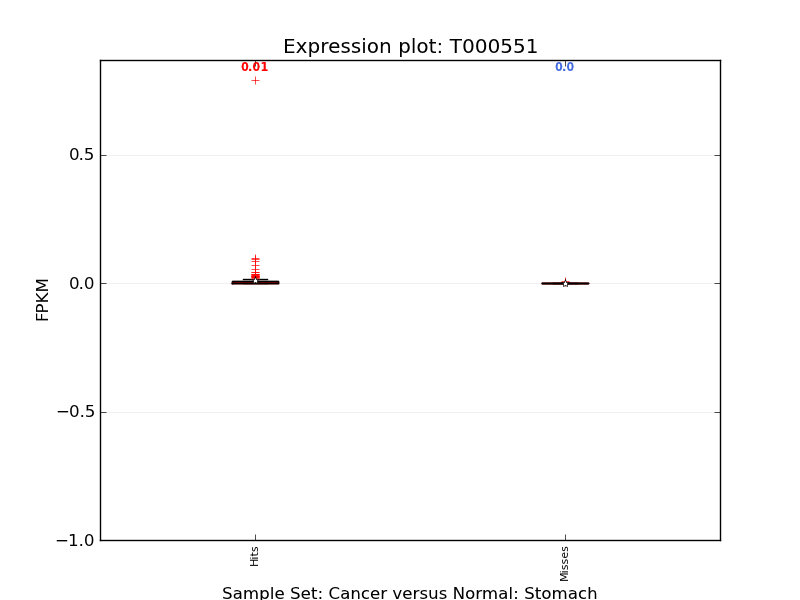 Expression plot: T000551
0.01
0.0
0.5
0.0
−0.5
−1.0
FPKM
Hits
Misses
Sample Set: Cancer versus Normal: Stomach